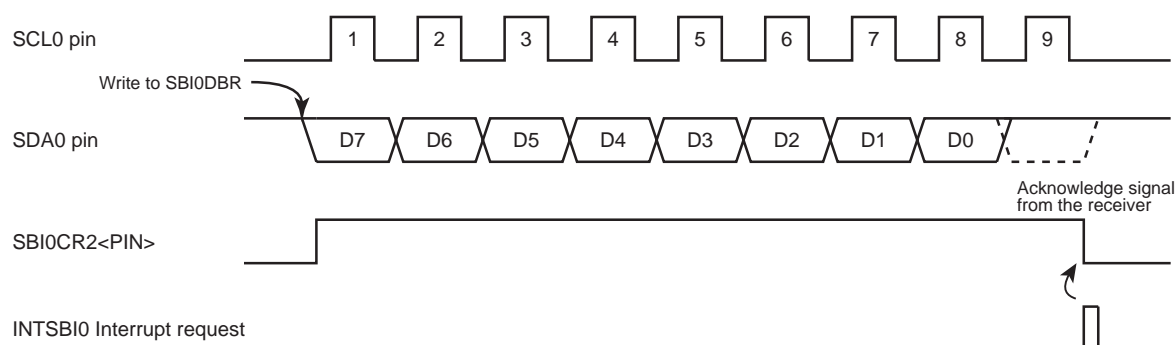 SCL0 pin
1 2 3 4 5 6 7 8 9
Write to SBI0DBR
SDA0 pin
D7 D6 D5 D4 D3 D2 D1 D0
Acknowledge signal
from the receiver
SBI0CR2<PIN>
INTSBI0 Interrupt request